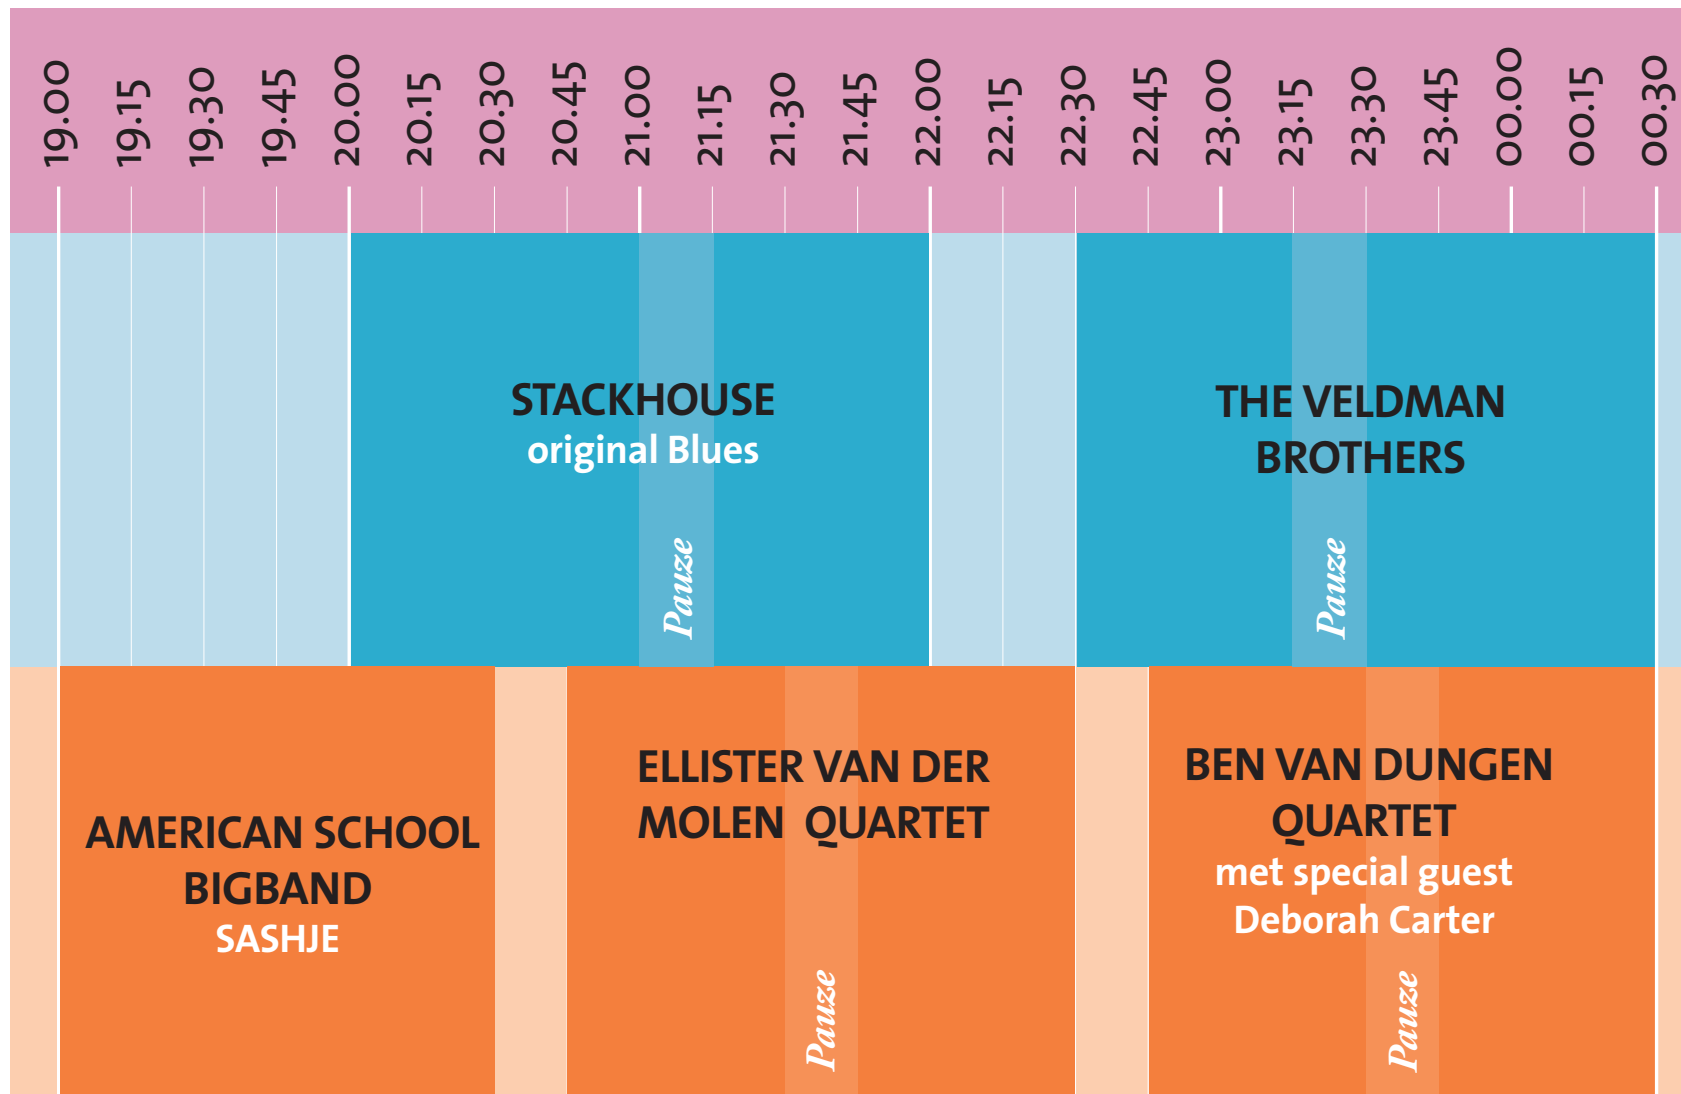 19.00
19.15
19.30
19.45
20.00
20.15
20.30
20.45
21.00
21.15
21.30
21.45
22.00
22.15
22.30
22.45
23.00
23.15
23.30
23.45
00.00
00.15
00.30
STACKHOUSE
original Blues
Pauze
THE VELDMAN
BROTHERS
Pauze
AMERICAN SCHOOL
BIGBAND
SASHJE
ELLISTER VAN DER
MOLEN QUARTET
Pauze
BEN VAN DUNGEN
QUARTET
met special guest
Deborah Carter
Pauze